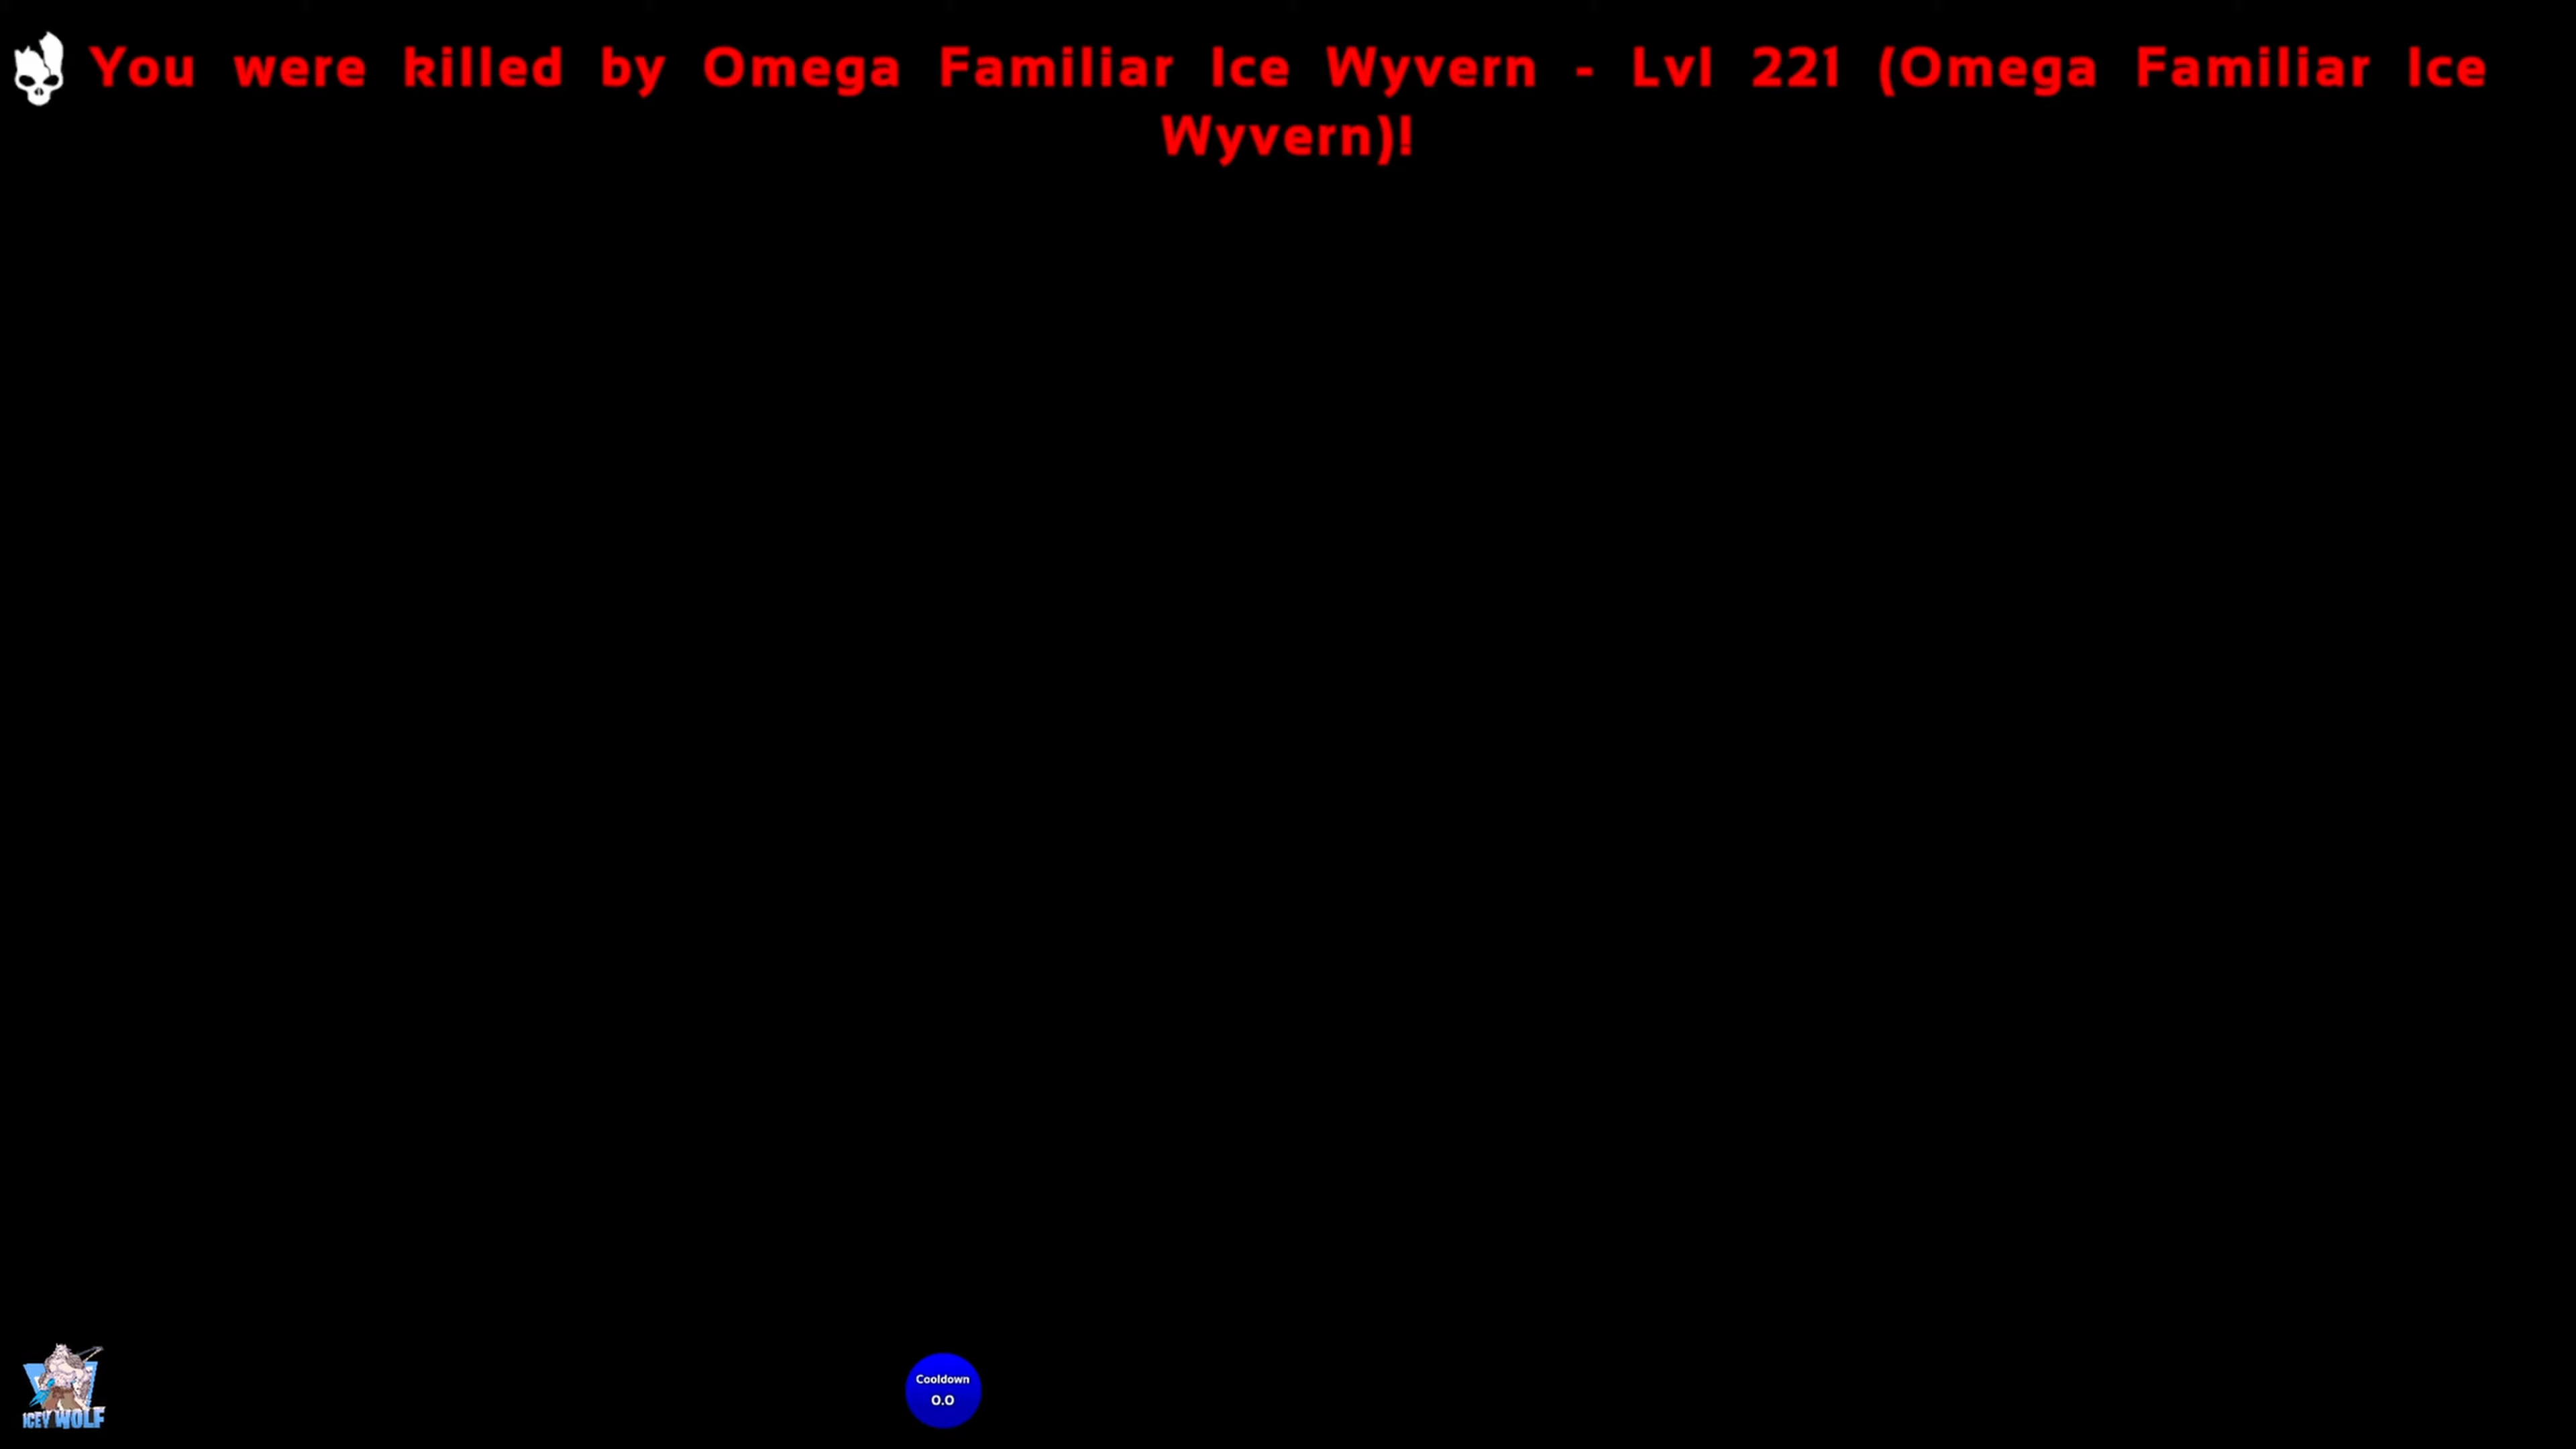 You were killed by Omega Familiar Ice Wyvern - Lvl 221 (Omega Familiar Ice
Wyvern)!
Cooldown
0.0
ICEY WOLF